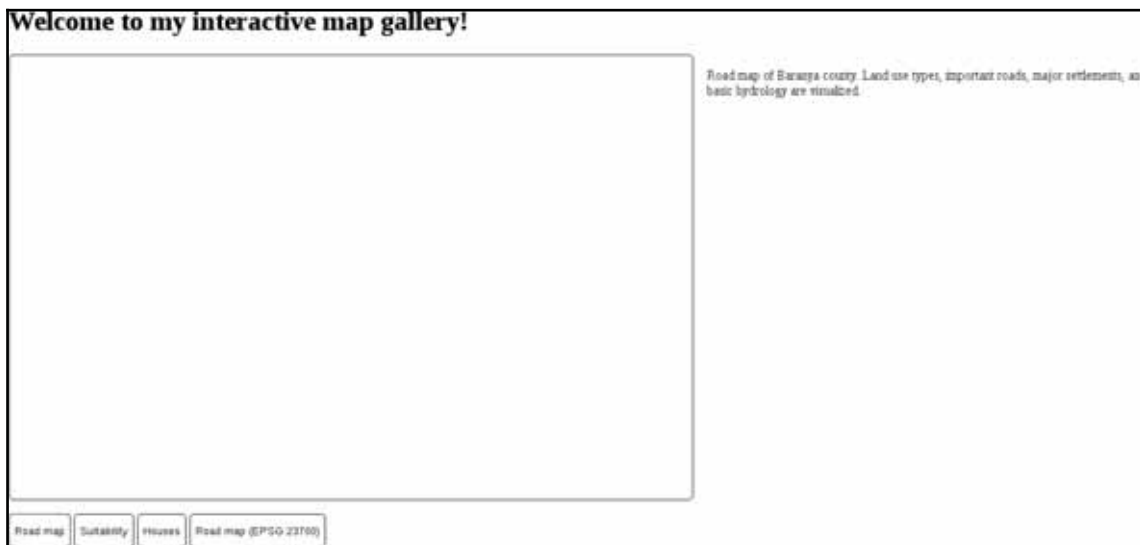 Welcome to my interactive map gallery!
Road map of Baranya county. Land use types, important roads, major settlements, an
basic hydrology are visualized.
Road map
Suitability
Houses
Road map (EPSG 23700)